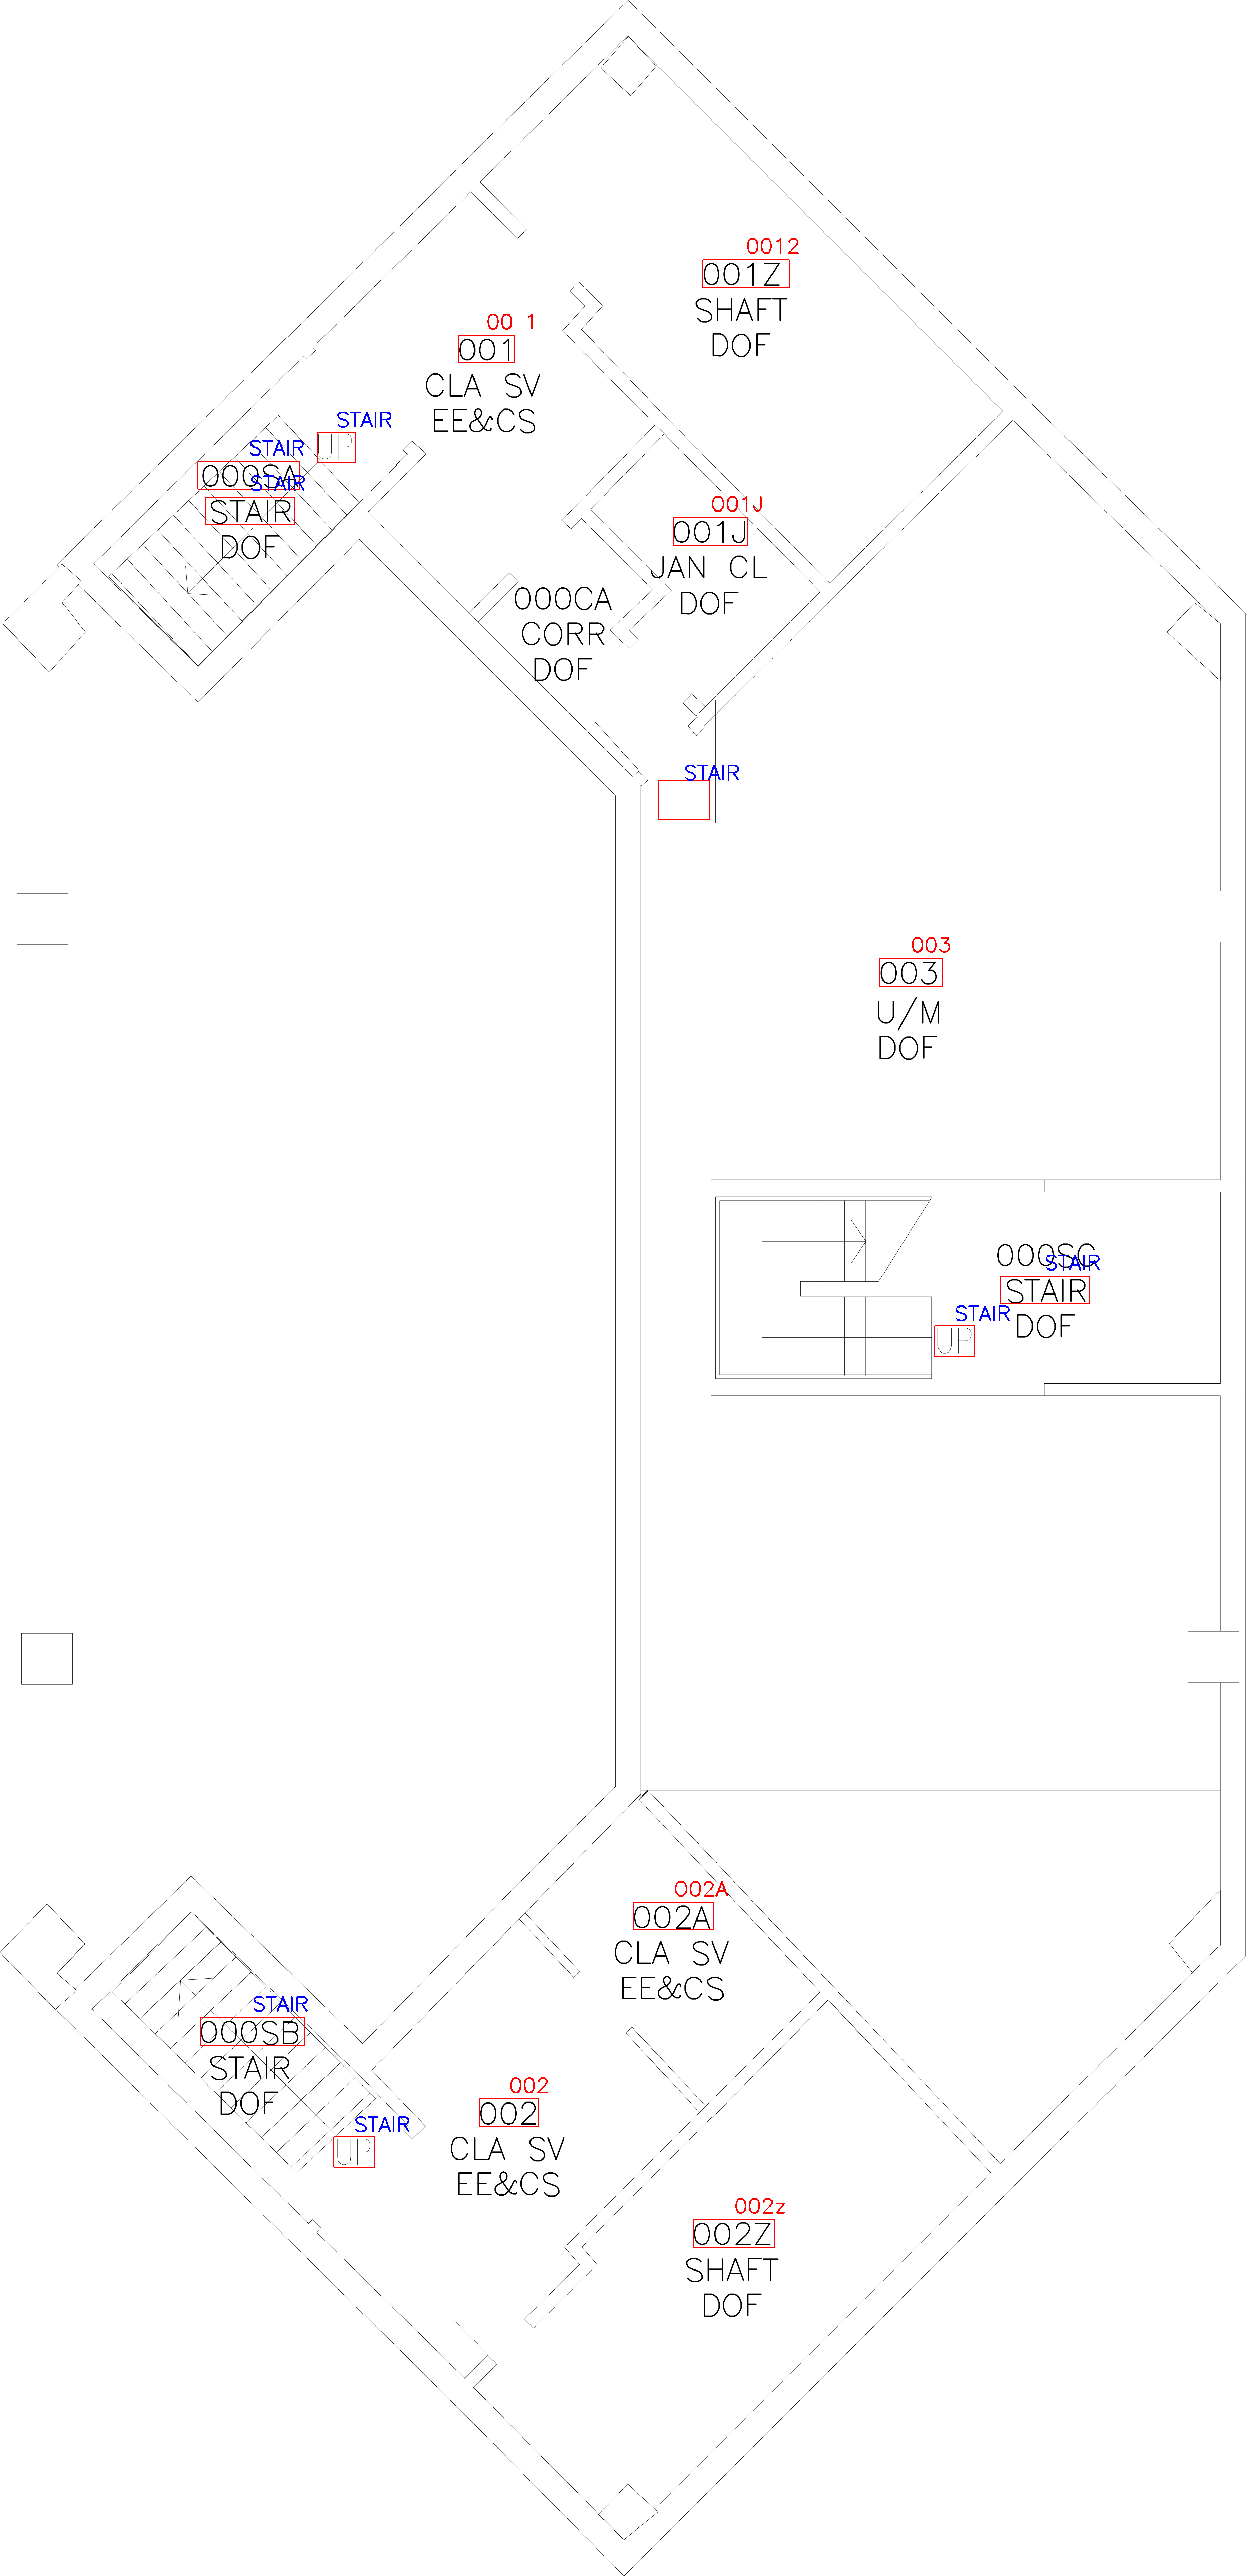 0012
001Z
SHAFT
DOF
00 1
001
CLA SV
EE&CS
STAIR
UP
STAIR
000SA
STAIR
STAIR
DOF
001J
001J
JAN CL
DOF
000CA
CORR
DOF
STAIR
003
003
U/M
DOF
000SC
STAIR
STAIR
DOF
STAIR
UP
002A
002A
CLA SV
EE&CS
STAIR
000SB
STAIR
DOF
002
002
CLA SV
EE&CS
STAIR
UP
002z
002Z
SHAFT
DOF